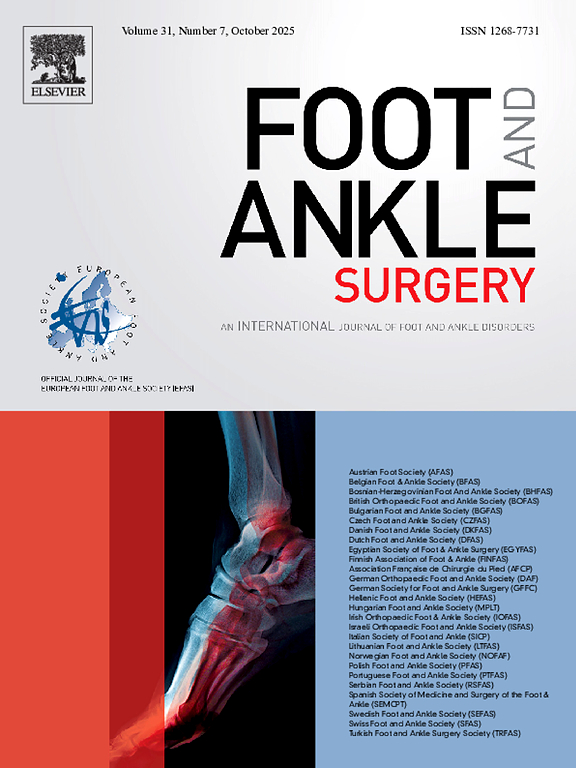 Volume 31, Number 7, October 2025
ISSN 1268-7731
ELSEVIER
FOOT AND
ANKLE
SURGERY
AN INTERNATIONAL JOURNAL OF FOOT AND ANKLE DISORDERS
EUROPEAN FOOT AND ANKLE SOCIETY
EFAS
OFFICIAL JOURNAL OF THE
EUROPEAN FOOT AND ANKLE SOCIETY (EFAS)
Austrian Foot Society (AFAS)
Belgian Foot & Ankle Society (BFAS)
Bosnian-Herzegovinian Foot And Ankle Society (BHFAS)
British Orthopaedic Foot and Ankle Society (BOFAS)
Bulgarian Foot and Ankle Society (BGFAS)
Czech Foot and Ankle Society (CZFAS)
Danish Foot and Ankle Society (DKFAS)
Dutch Foot and Ankle Society (DFAS)
Egyptian Society of Foot & Ankle Surgery (EGYFAS)
Finnish Association of Foot & Ankle (FINFAS)
Association Française de Chirurgie du Pied (AFCP)
German Orthopaedic Foot and Ankle Society (DAF)
German Society for Foot and Ankle Surgery (GFFC)
Hellenic Foot and Ankle Society (HEFAS)
Hungarian Foot and Ankle Society (MPLT)
Irish Orthopaedic Foot & Ankle Society (IOFAS)
Israeli Orthopaedic Foot and Ankle Society (ISFAS)
Italian Society of Foot and Ankle (SICP)
Lithuanian Foot and Ankle Society (LTFAS)
Norwegian Foot and Ankle Society (NOFAF)
Polish Foot and Ankle Society (PFAS)
Portuguese Foot and Ankle Society (PTFAS)
Serbian Foot and Ankle Society (RSFAS)
Spanish Society of Medicine and Surgery of the Foot &
Ankle (SEMCPT)
Swedish Foot and Ankle Society (SEFAS)
Swiss Foot and Ankle Society (SFAS)
Turkish Foot and Ankle Surgery Society (TRFAS)